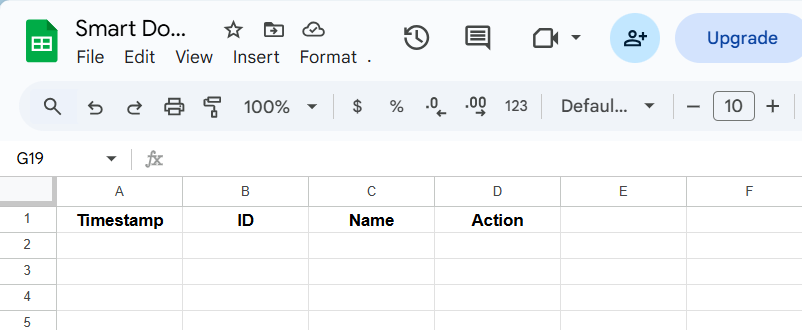 Smart Do...
File Edit View Insert Format .
Upgrade
100% $ % .0 .00 123 Defaul... − 10 +
G19 fx
A B C D E F
1 Timestamp ID Name Action
2
3
4
5